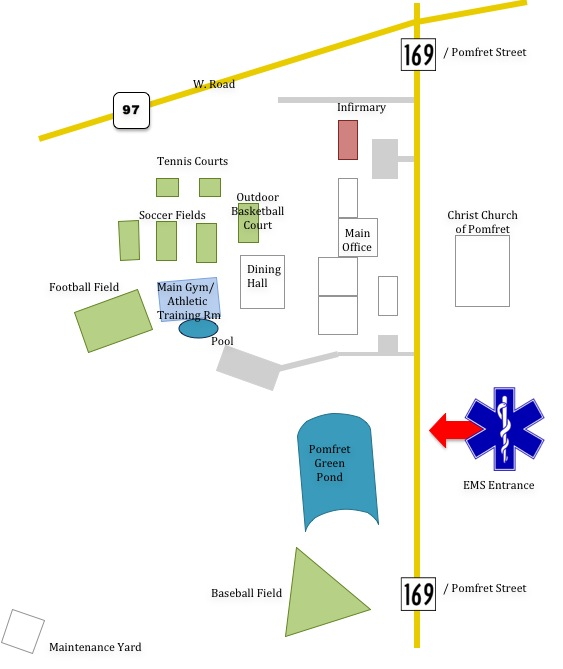 169
/ Pomfret Street
W. Road
97
Infirmary
Tennis Courts
Outdoor
Basketball
Court
Soccer Fields
Main
Office
Christ Church
of Pomfret
Dining
Hall
Football Field
Main Gym/
Athletic
Training Rm
Pool
Pomfret
Green
Pond
EMS Entrance
169
/ Pomfret Street
Baseball Field
Maintenance Yard